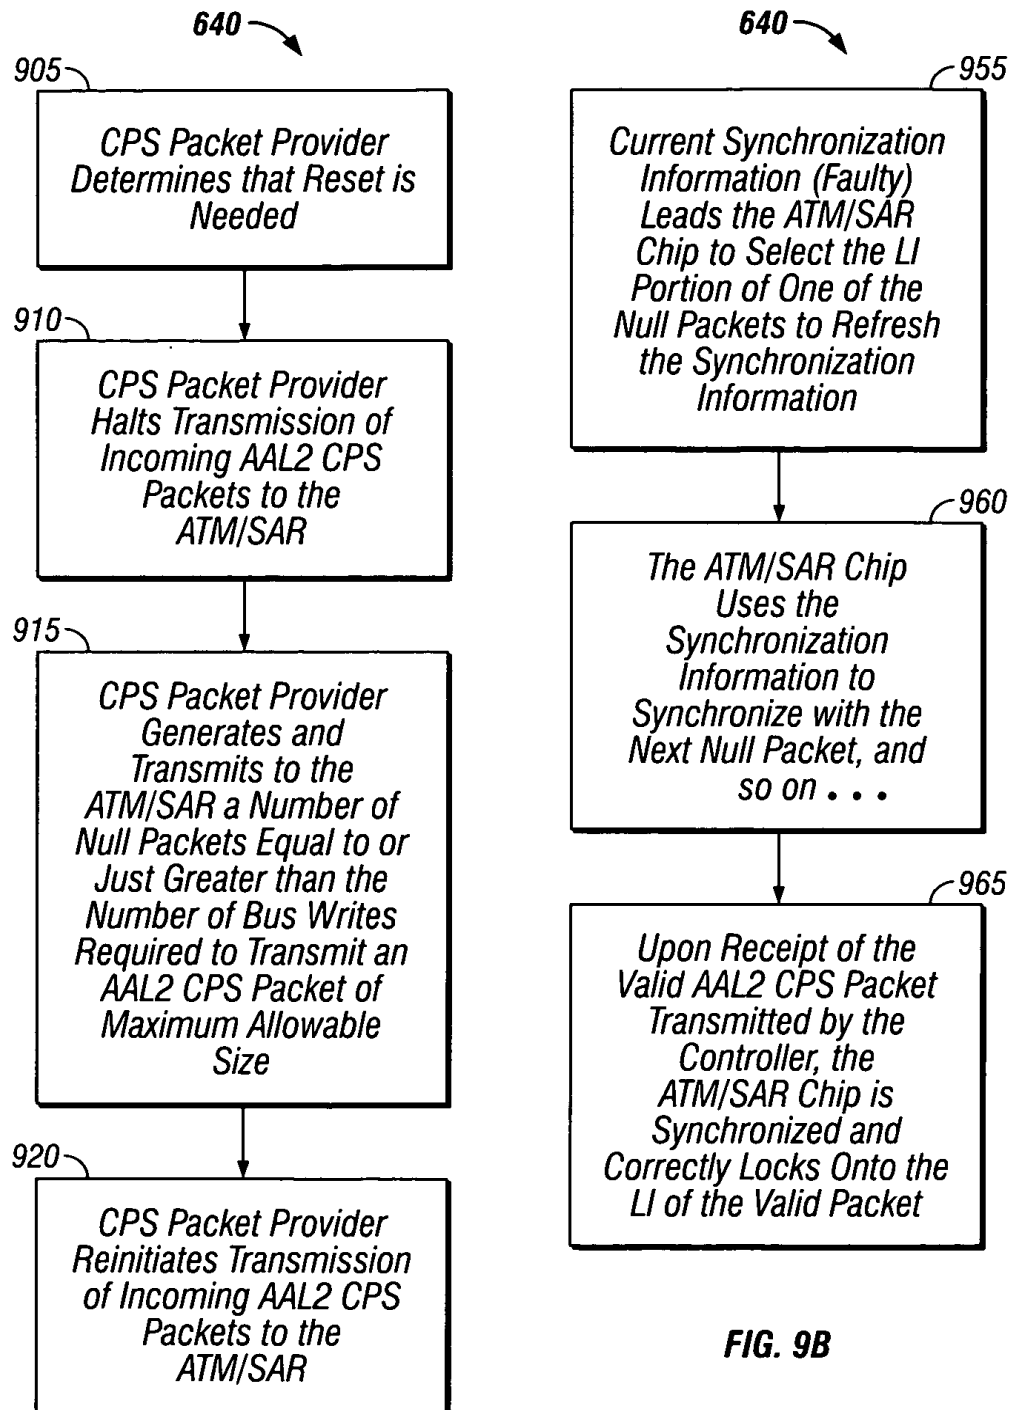 640
905
CPS Packet Provider
Determines that Reset is
Needed
910
CPS Packet Provider
Halts Transmission of
Incoming AAL2 CPS
Packets to the
ATM/SAR
915
CPS Packet Provider
Generates and
Transmits to the
ATM/SAR a Number of
Null Packets Equal to or
Just Greater than the
Number of Bus Writes
Required to Transmit an
AAL2 CPS Packet of
Maximum Allowable
Size
920
CPS Packet Provider
Reinitiates Transmission
of Incoming AAL2 CPS
Packets to the
ATM/SAR
640
955
Current Synchronization
Information (Faulty)
Leads the ATM/SAR
Chip to Select the LI
Portion of One of the
Null Packets to Refresh
the Synchronization
Information
960
The ATM/SAR Chip
Uses the
Synchronization
Information to
Synchronize with the
Next Null Packet, and
so on . . .
965
Upon Receipt of the
Valid AAL2 CPS Packet
Transmitted by the
Controller, the
ATM/SAR Chip is
Synchronized and
Correctly Locks Onto the
LI of the Valid Packet
FIG. 9B